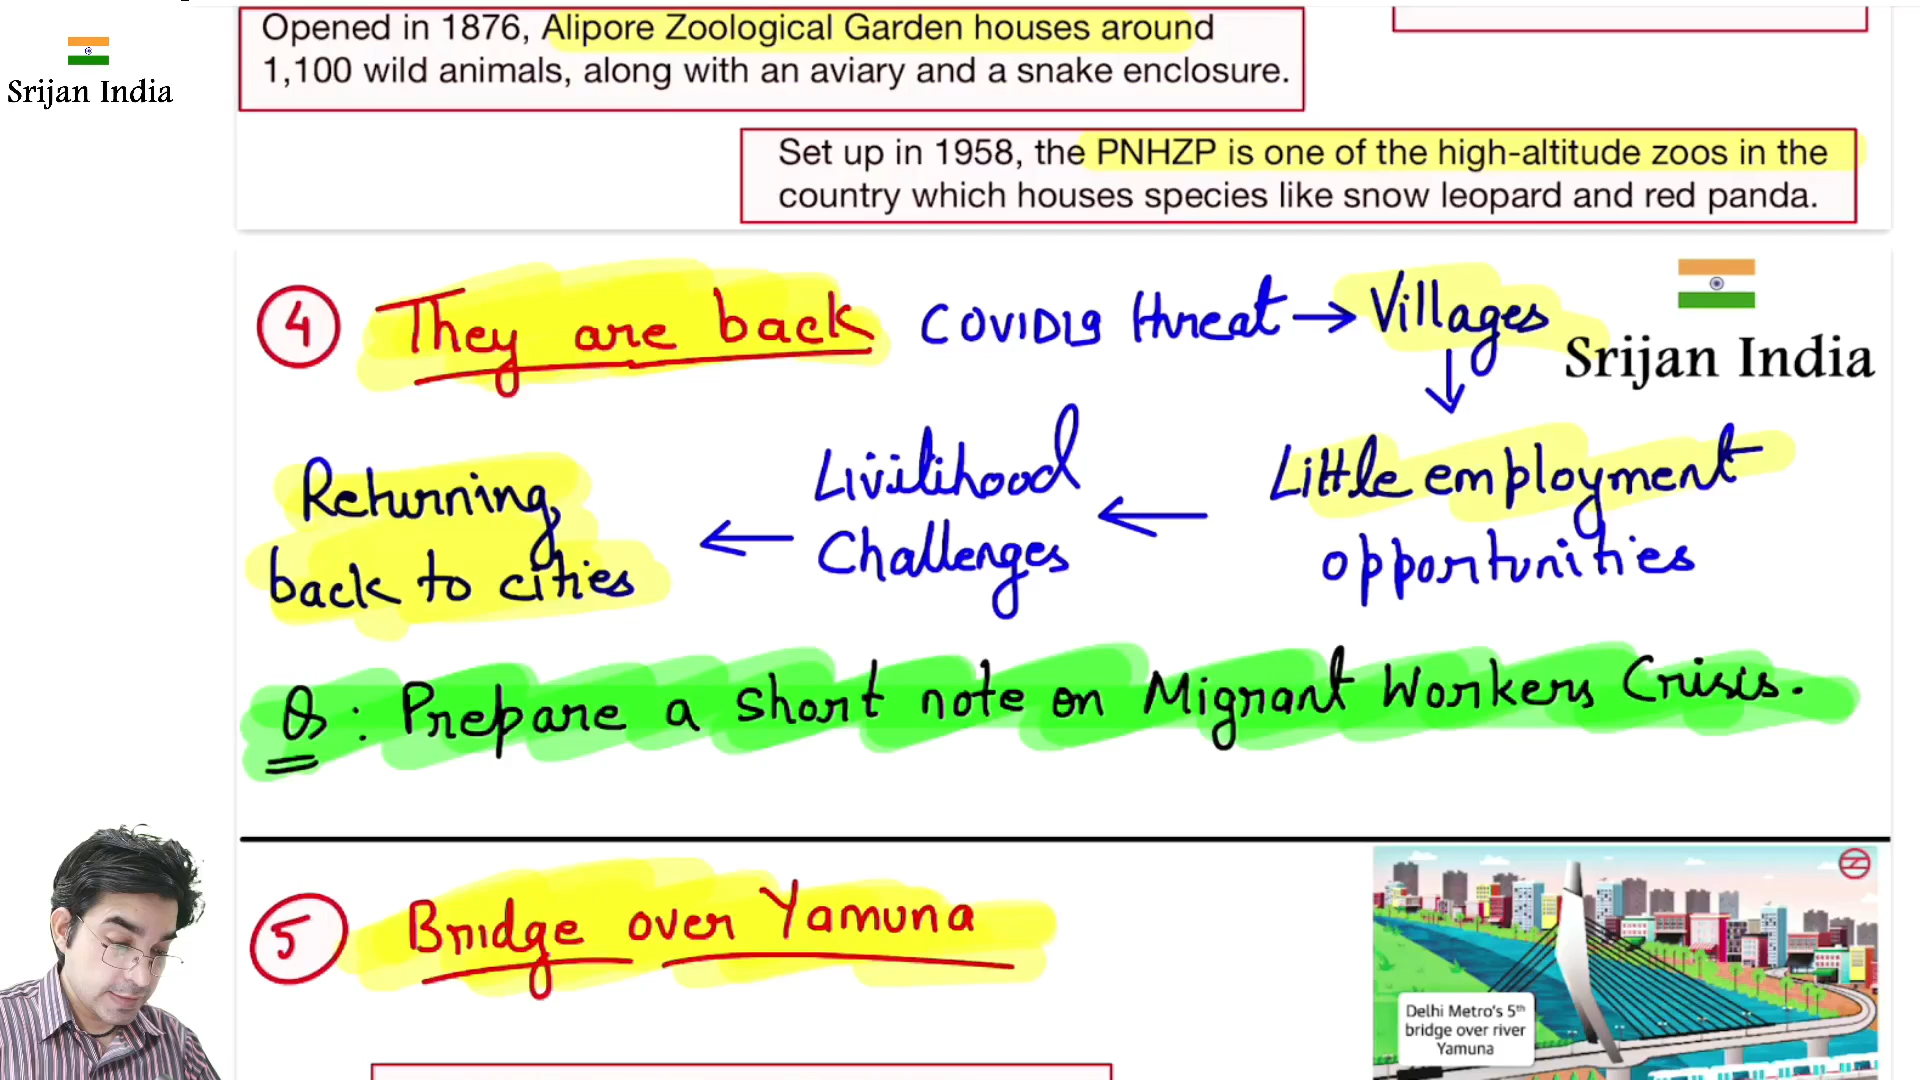 Opened in 1876, Alipore Zoological Garden houses around
1,100 wild animals, along with an aviary and a snake enclosure.
Srijan India
Set up in 1958, the PNHZP is one of the high-altitude zoos in the
country which houses species like snow leopard and red panda.
4 They are back COVID19 threat → Villages
Srijan India
↓
Little employment
opportunities
←
Livilihood
Challenges
←
Returning
back to cities
Q: Prepare a short note on Migrant Workers Crisis.
5 Bridge over Yamuna
Delhi Metro's 5th
bridge over river
Yamuna